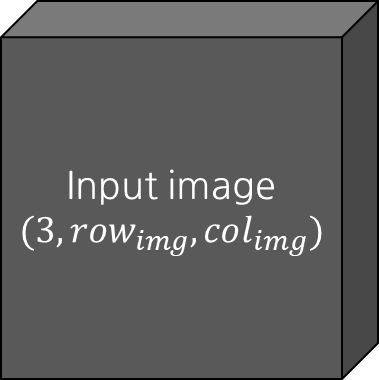 Input image
(3, row_img, col_img)